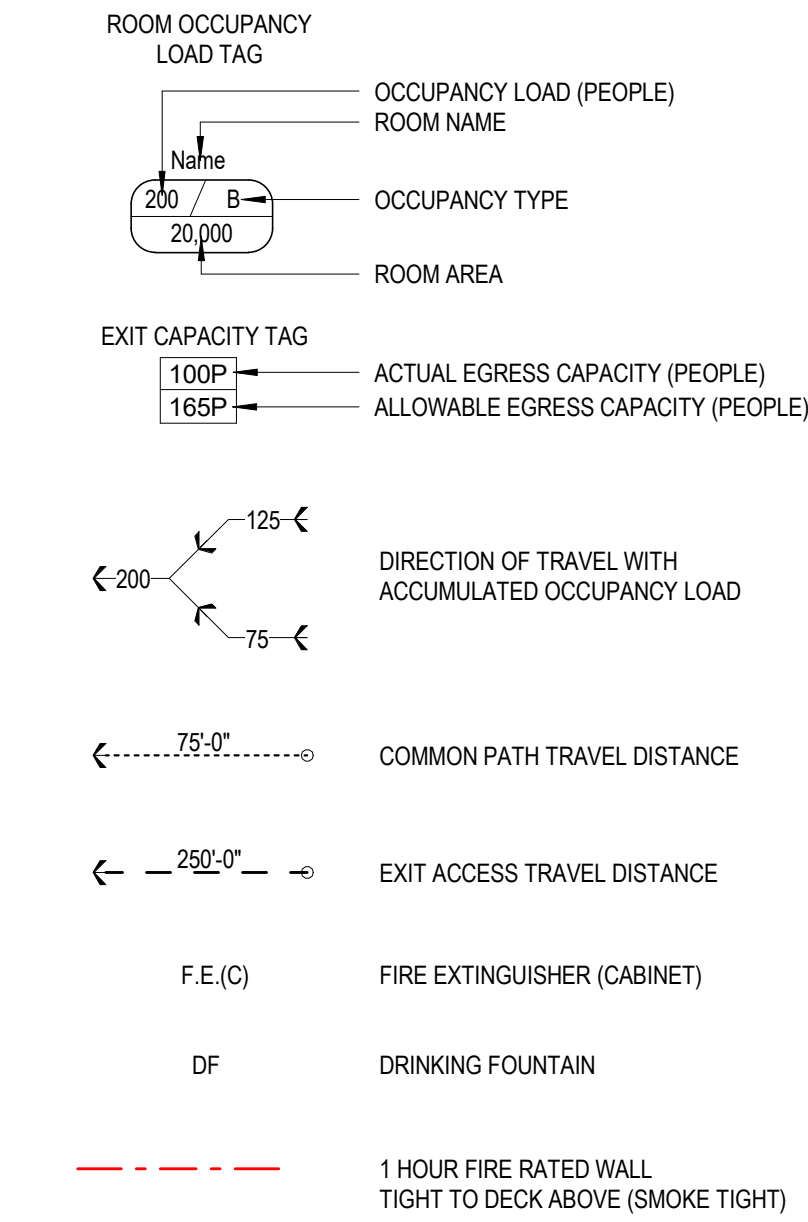 ROOM OCCUPANCY
LOAD TAG
OCCUPANCY LOAD (PEOPLE)
ROOM NAME
Name
200 / B
OCCUPANCY TYPE
20,000
ROOM AREA
EXIT CAPACITY TAG
100P
ACTUAL EGRESS CAPACITY (PEOPLE)
165P
ALLOWABLE EGRESS CAPACITY (PEOPLE)
125
200
75
DIRECTION OF TRAVEL WITH
ACCUMULATED OCCUPANCY LOAD
75'-0"
COMMON PATH TRAVEL DISTANCE
250'-0"
EXIT ACCESS TRAVEL DISTANCE
F.E.(C)
FIRE EXTINGUISHER (CABINET)
DF
DRINKING FOUNTAIN
1 HOUR FIRE RATED WALL
TIGHT TO DECK ABOVE (SMOKE TIGHT)